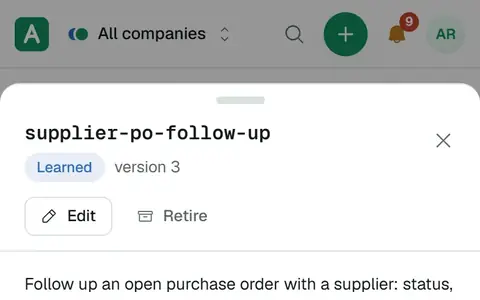 A
All companies
9
AR
supplier-po-follow-up
Learned
version 3
Edit
Retire
Follow up an open purchase order with a supplier: status,